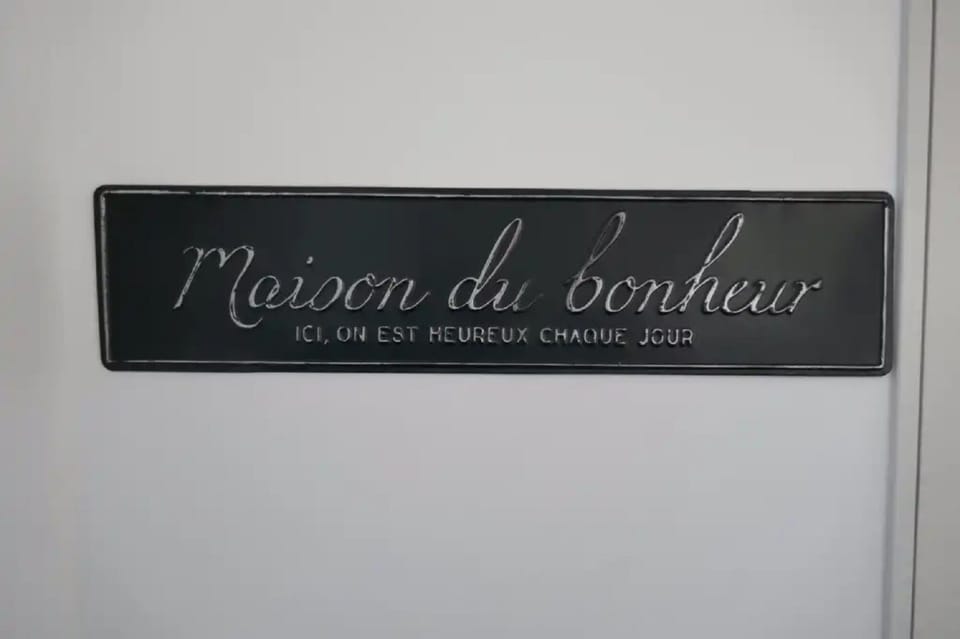 Maison du bonheur
ICI, ON EST HEUREUX CHAQUE JOUR